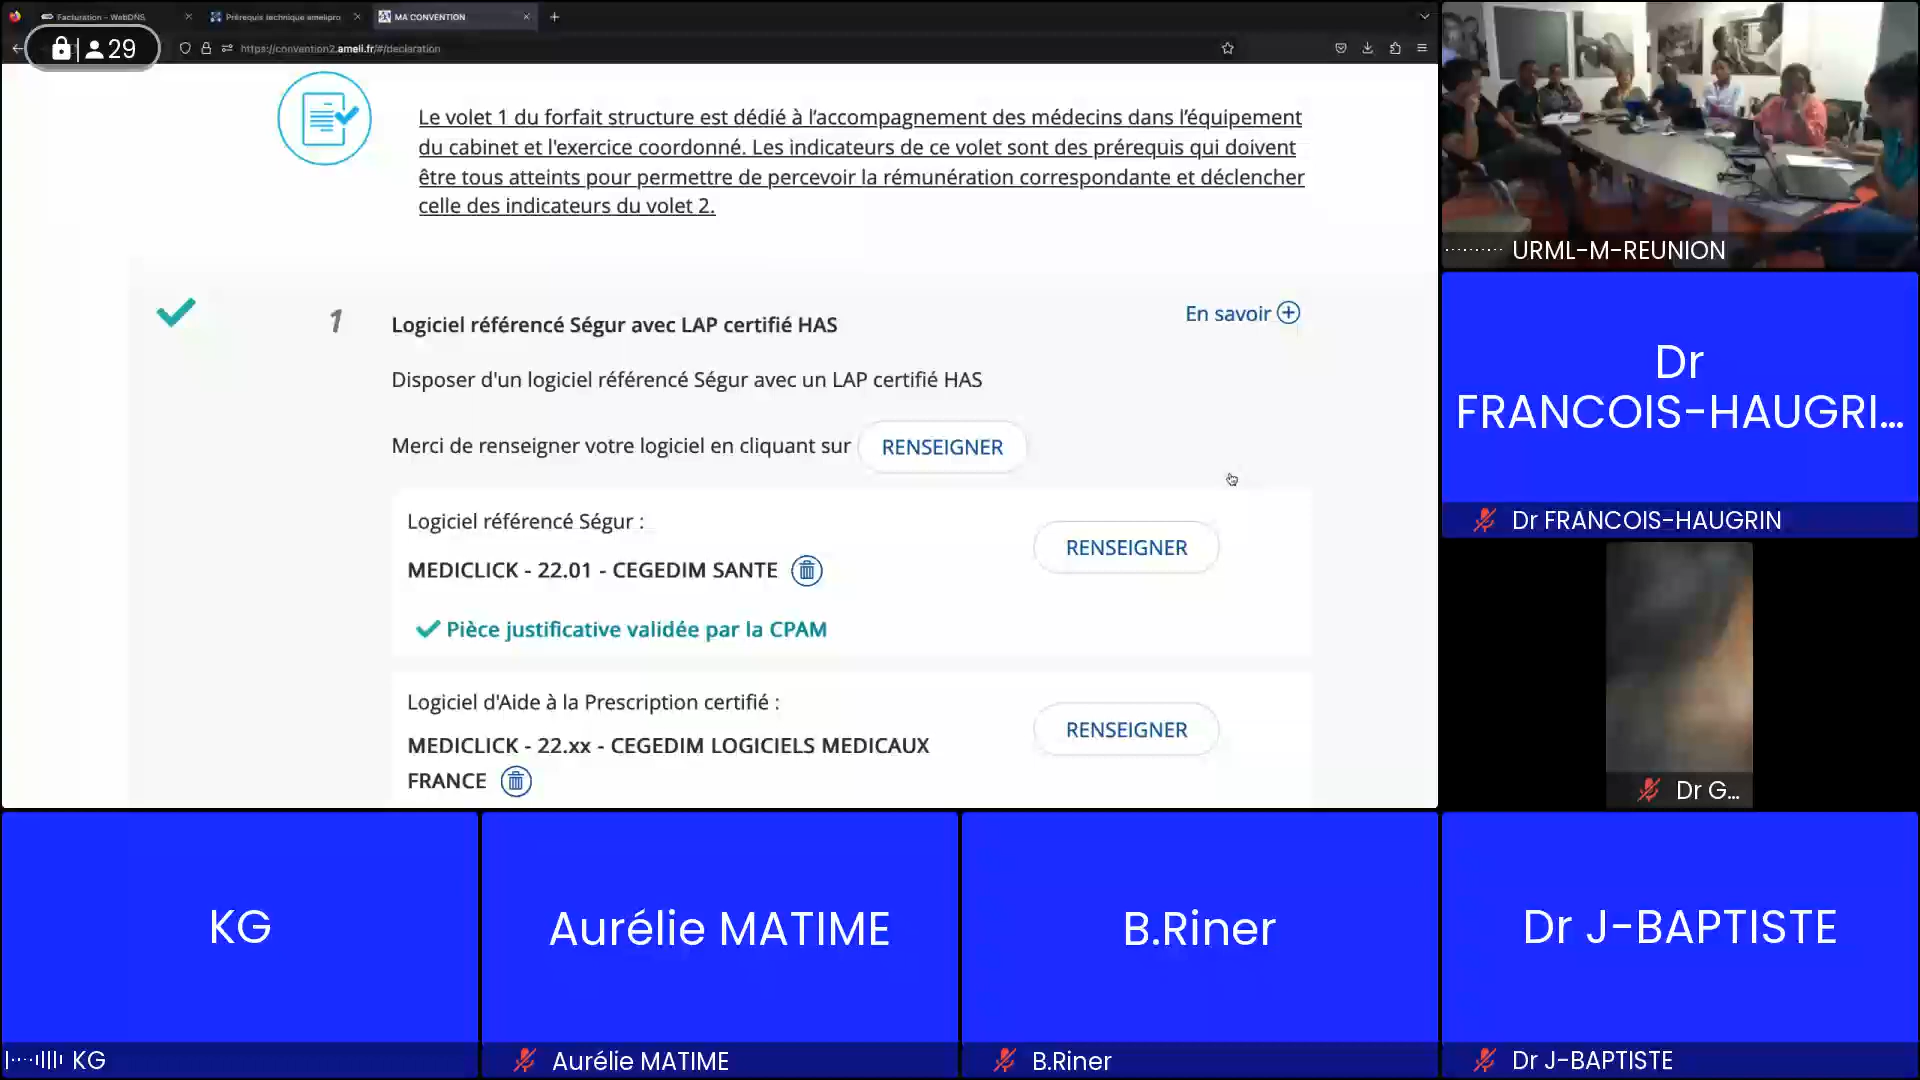 Facturation - WebDNS
Prérequis technique amelipro
MA CONVENTION
29
https://convention2.ameli.fr/#/declaration
Le volet 1 du forfait structure est dédié à l'accompagnement des médecins dans l'équipement
du cabinet et l'exercice coordonné. Les indicateurs de ce volet sont des prérequis qui doivent
être tous atteints pour permettre de percevoir la rémunération correspondante et déclencher
celle des indicateurs du volet 2.
1
Logiciel référencé Ségur avec LAP certifié HAS
En savoir
Disposer d'un logiciel référencé Ségur avec un LAP certifié HAS
Merci de renseigner votre logiciel en cliquant sur RENSEIGNER
Logiciel référencé Ségur :
RENSEIGNER
MEDICLICK - 22.01 - CEGEDIM SANTE
Pièce justificative validée par la CPAM
Logiciel d'Aide à la Prescription certifié :
RENSEIGNER
MEDICLICK - 22.xx - CEGEDIM LOGICIELS MEDICAUX
FRANCE
URML-M-REUNION
Dr
FRANCOIS-HAUGRI...
Dr FRANCOIS-HAUGRIN
Dr G...
KG
KG
Aurélie MATIME
Aurélie MATIME
B.Riner
B.Riner
Dr J-BAPTISTE
Dr J-BAPTISTE